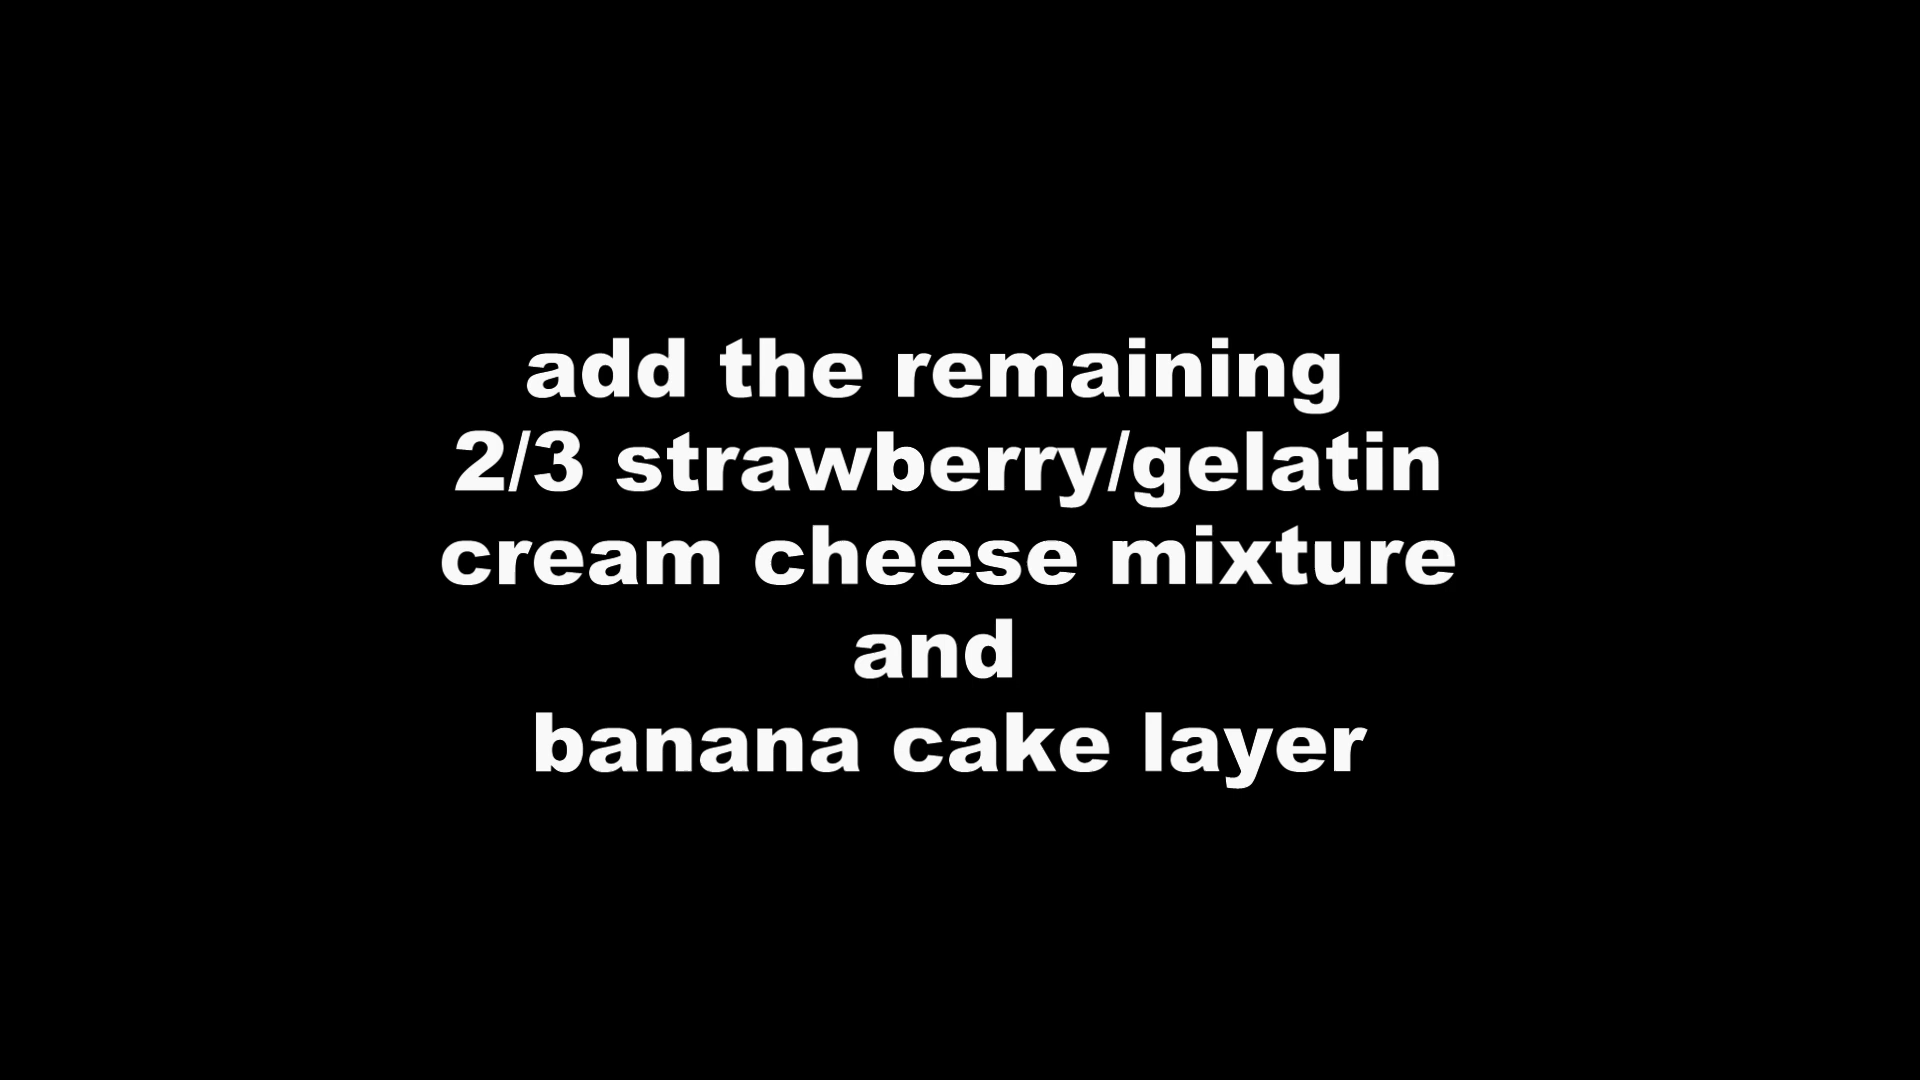 add the remaining
2/3 strawberry/gelatin
cream cheese mixture
and
banana cake layer